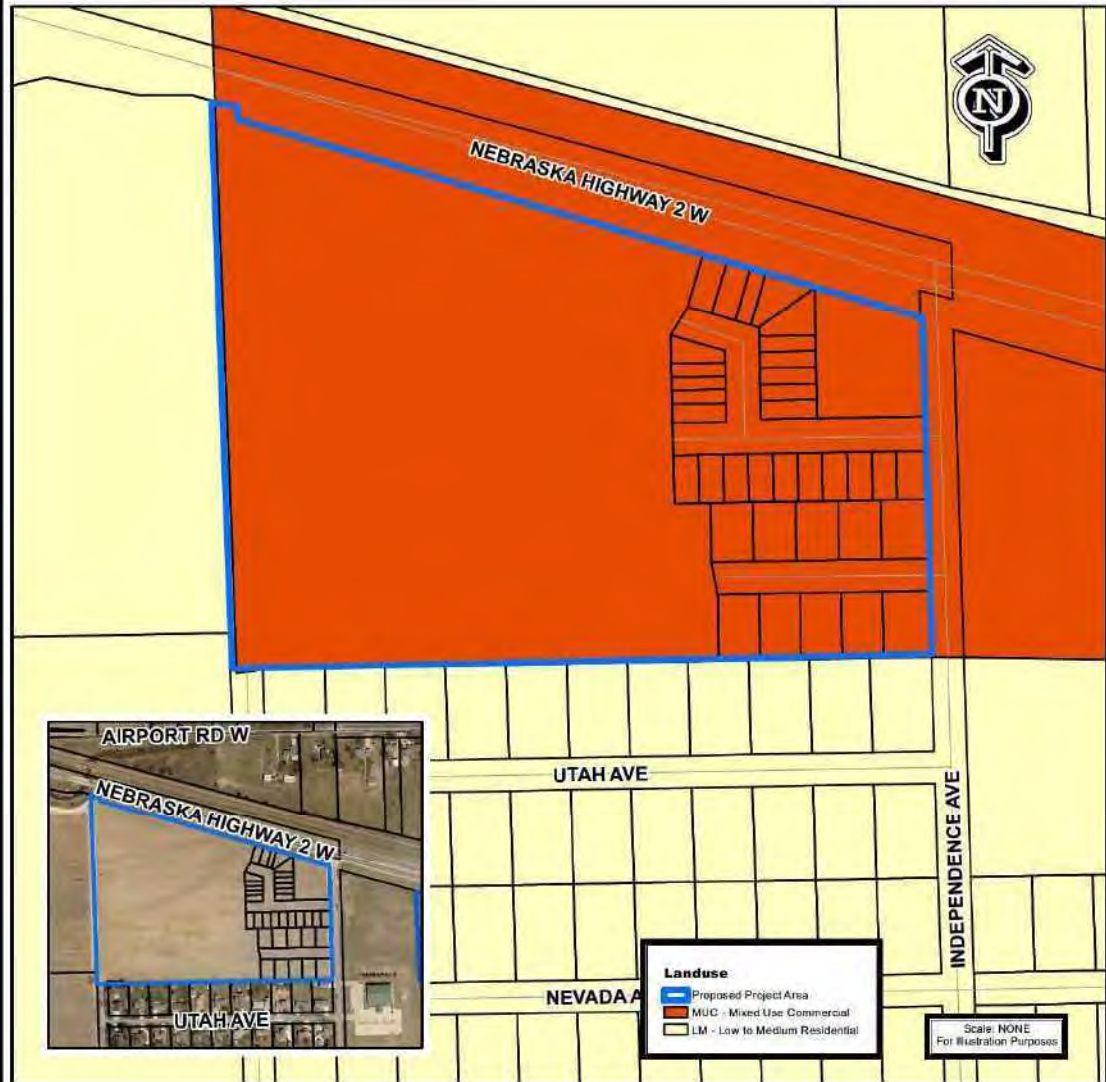 N
NEBRASKA HIGHWAY 2 W
AIRPORT RD W
NEBRASKA HIGHWAY 2 W
UTAH AVE
UTAH AVE
INDEPENDENCE AVE
NEVADA A
Landuse
Proposed Project Area
MUC - Mixed Use Commercial
LM - Low to Medium Residential
Scale: NONE
For Illustration Purposes